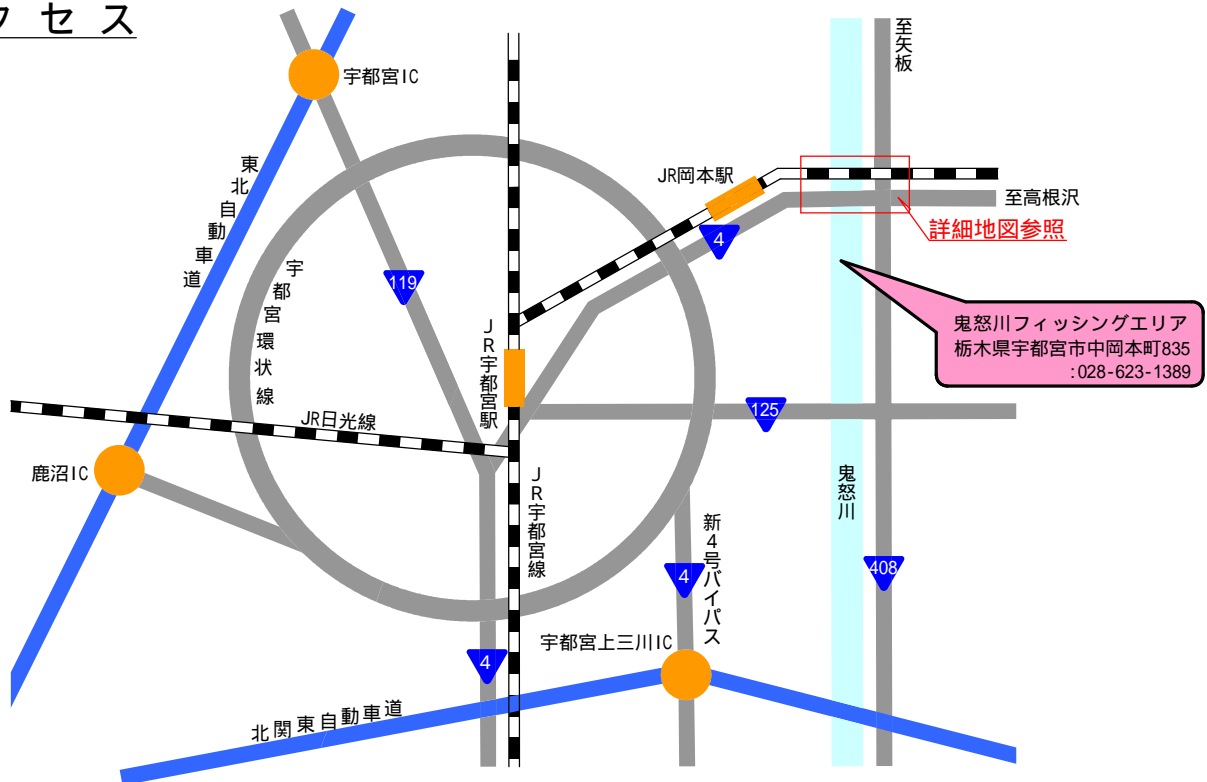 クセス
宇都宮IC
至矢板
東北自動車道
JR岡本駅
至高根沢
詳細地図参照
4
119
宇都宮環状線
鬼怒川フィッシングエリア
栃木県宇都宮市中岡本町835
:028-623-1389
JR宇都宮駅
JR日光線
125
鹿沼IC
JR宇都宮線
鬼怒川
新4号バイパス
4
408
宇都宮上三川IC
4
北関東自動車道